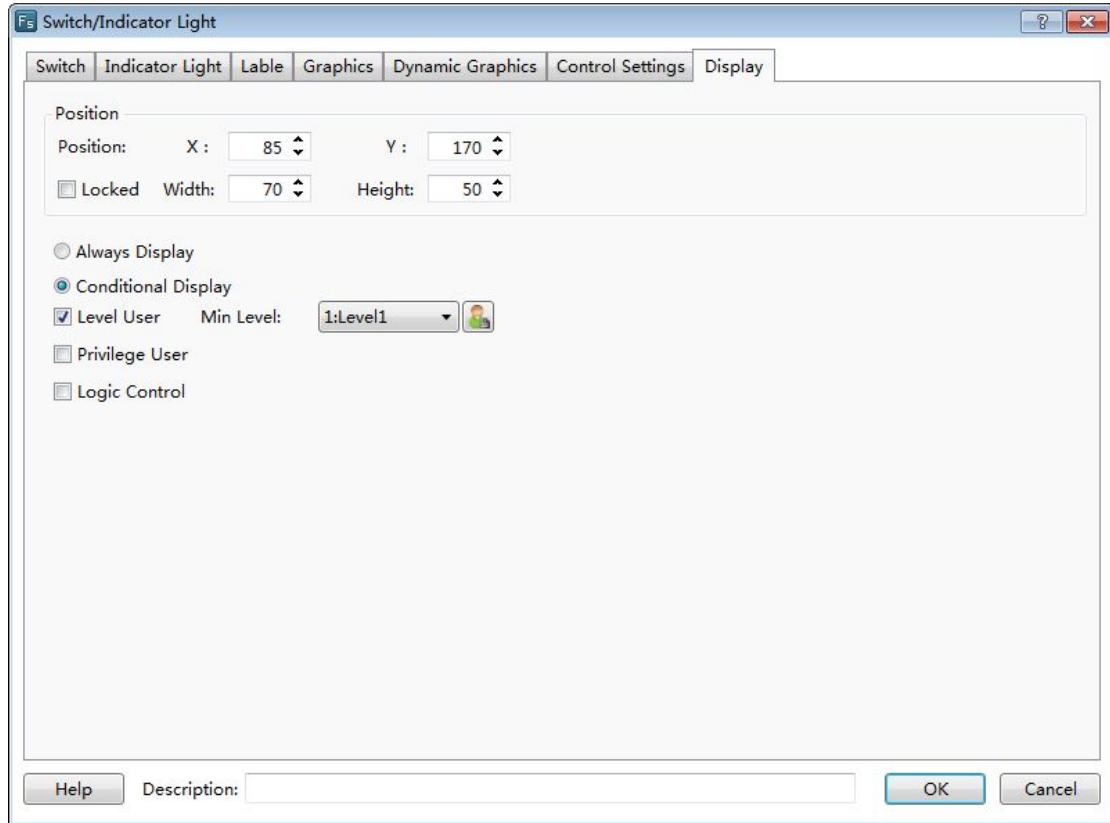 Fs Switch/Indicator Light ?
Switch Indicator Light Lable Graphics Dynamic Graphics Control Settings Display
Position
Position: X : 85 Y : 170
Locked Width: 70 Height: 50
Always Display
Conditional Display
Level User Min Level: 1:Level1
Privilege User
Logic Control
Help Description: OK Cancel